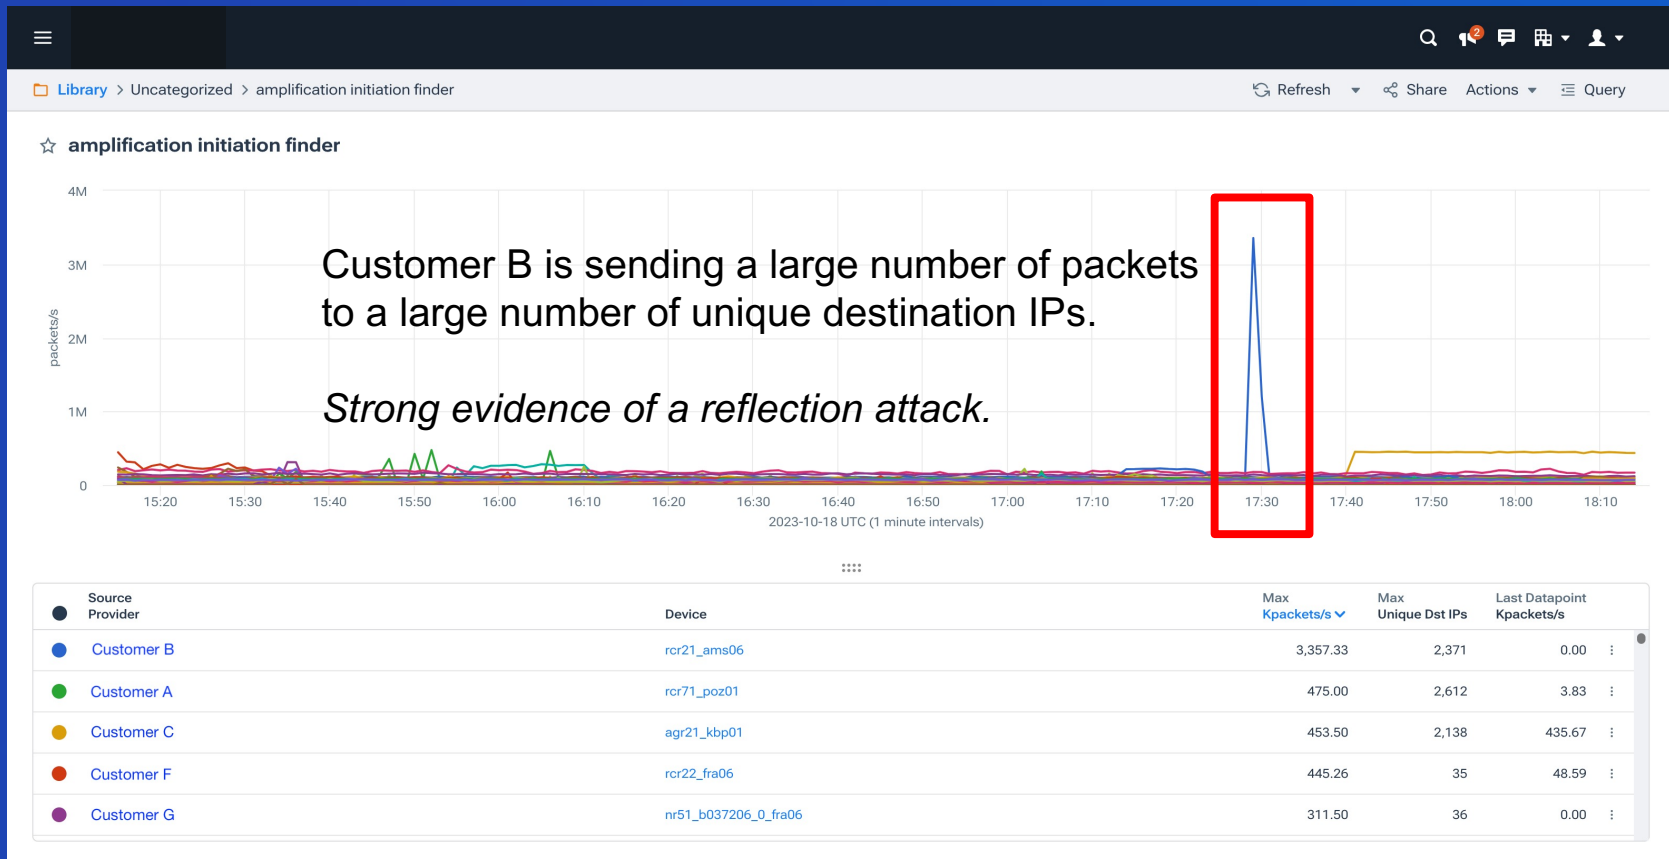 2
Library > Uncategorized > amplification initiation finder
Refresh Share Actions Query
amplification initiation finder
4M
3M
2M
1M
0
packets/s
Customer B is sending a large number of packets
to a large number of unique destination IPs.
Strong evidence of a reflection attack.
15:20 15:30 15:40 15:50 16:00 16:10 16:20 16:30 16:40 16:50 17:00 17:10 17:20 17:30 17:40 17:50 18:00 18:10
2023-10-18 UTC (1 minute intervals)
Source Max Max Last Datapoint
Provider Device Kpackets/s Unique Dst IPs Kpackets/s
Customer B rcr21_ams06 3,357.33 2,371 0.00
Customer A rcr71_poz01 475.00 2,612 3.83
Customer C agr21_kbp01 453.50 2,138 435.67
Customer F rcr22_fra06 445.26 35 48.59
Customer G nr51_b037206_0_fra06 311.50 36 0.00